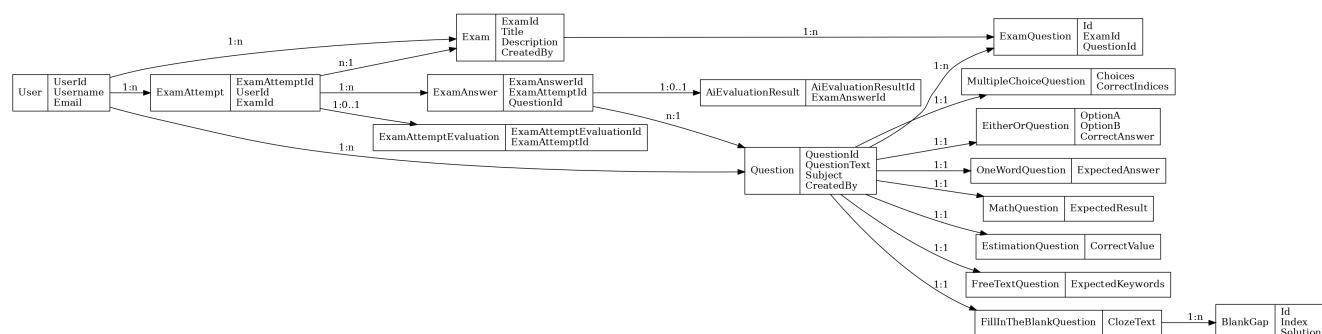 User
UserId
Username
Email
1:n
1:n
1:n
ExamAttempt
ExamAttemptId
UserId
ExamId
n:1
1:n
1:0..1
Exam
ExamId
Title
Description
CreatedBy
1:n
ExamAnswer
ExamAnswerId
ExamAttemptId
QuestionId
1:0..1
n:1
ExamAttemptEvaluation
ExamAttemptEvaluationId
ExamAttemptId
AiEvaluationResult
AiEvaluationResultId
ExamAnswerId
Question
QuestionId
QuestionText
Subject
CreatedBy
1:n
1:1
1:1
1:1
1:1
1:1
1:1
1:1
ExamQuestion
Id
ExamId
QuestionId
MultipleChoiceQuestion
Choices
CorrectIndices
EitherOrQuestion
OptionA
OptionB
CorrectAnswer
OneWordQuestion
ExpectedAnswer
MathQuestion
ExpectedResult
EstimationQuestion
CorrectValue
FreeTextQuestion
ExpectedKeywords
FillInTheBlankQuestion
ClozeText
1:n
BlankGap
Id
Index
Solution